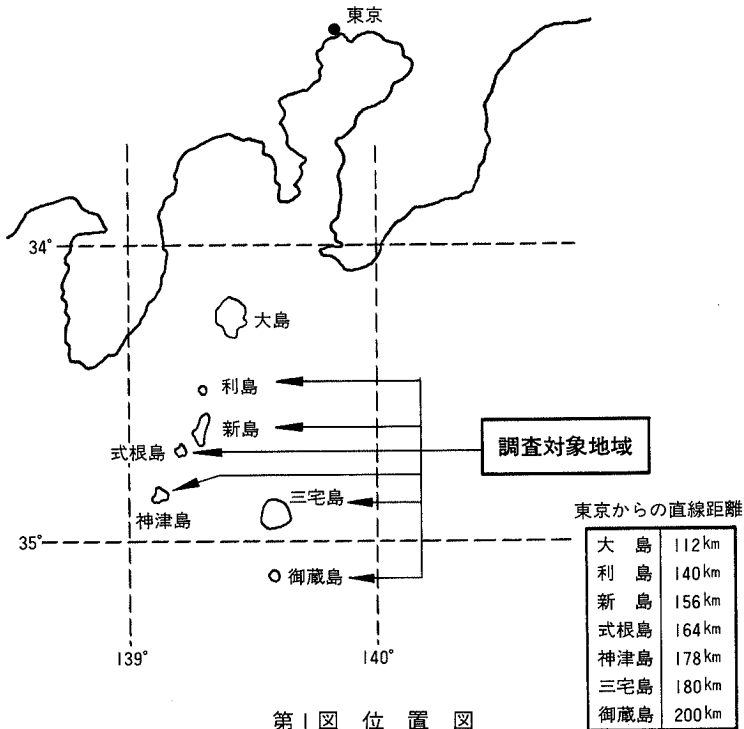 東京
34°
大島
利島
新島
式根島
調査対象地域
神津島
三宅島
35°
御蔵島
139°
140°
東京からの直線距離
大島 112km
利島 140km
新島 156km
式根島 164km
神津島 178km
三宅島 180km
御蔵島 200km
第1図 位置図